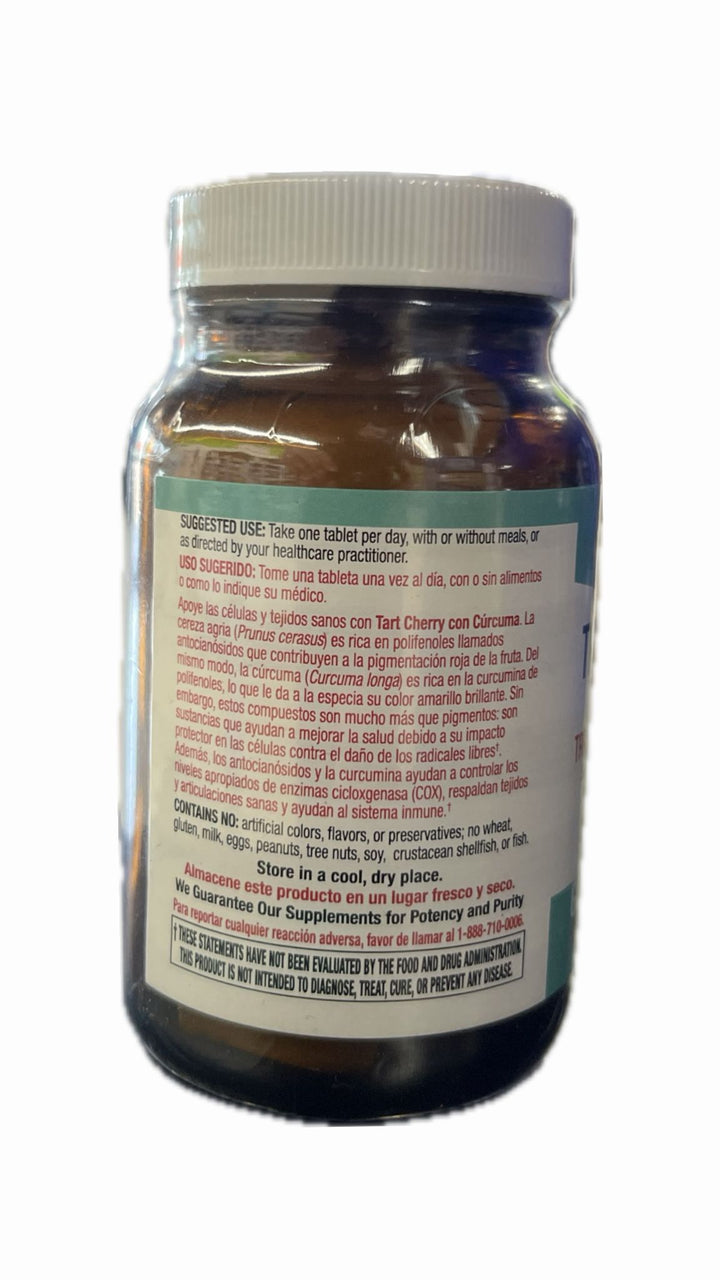 SUGGESTED USE: Take one tablet per day, with or without meals, or
as directed by your healthcare practitioner.
USO SUGERIDO: Tome una tableta una vez al día, con o sin alimentos
o como lo indique su médico.
Apoye las células y tejidos sanos con Tart Cherry con Cúrcuma. La
cereza agria (Prunus cerasus) es rica en polifenoles llamados
antocianósidos que contribuyen a la pigmentación roja de la fruta. Del
mismo modo, la cúrcuma (Curcuma longa) es rica en la curcumina de
polifenoles, lo que le da a la especia su color amarillo brillante. Sin
embargo, estos compuestos son mucho más que pigmentos: son
sustancias que ayudan a mejorar la salud debido a su impacto
protector en las células contra el daño de los radicales libres†.
Además, los antocianósidos y la curcumina ayudan a controlar los
niveles apropiados de enzimas cicloxgenasa (COX), respaldan tejidos
y articulaciones sanas y ayudan al sistema inmune.†
CONTAINS NO: artificial colors, flavors, or preservatives; no wheat,
gluten, milk, eggs, peanuts, tree nuts, soy, crustacean shellfish, or fish.
Store in a cool, dry place.
Almacene este producto en un lugar fresco y seco.
We Guarantee Our Supplements for Potency and Purity
Para reportar cualquier reacción adversa, favor de llamar al 1-888-710-0006.
† THESE STATEMENTS HAVE NOT BEEN EVALUATED BY THE FOOD AND DRUG ADMINISTRATION.
THIS PRODUCT IS NOT INTENDED TO DIAGNOSE, TREAT, CURE, OR PREVENT ANY DISEASE.